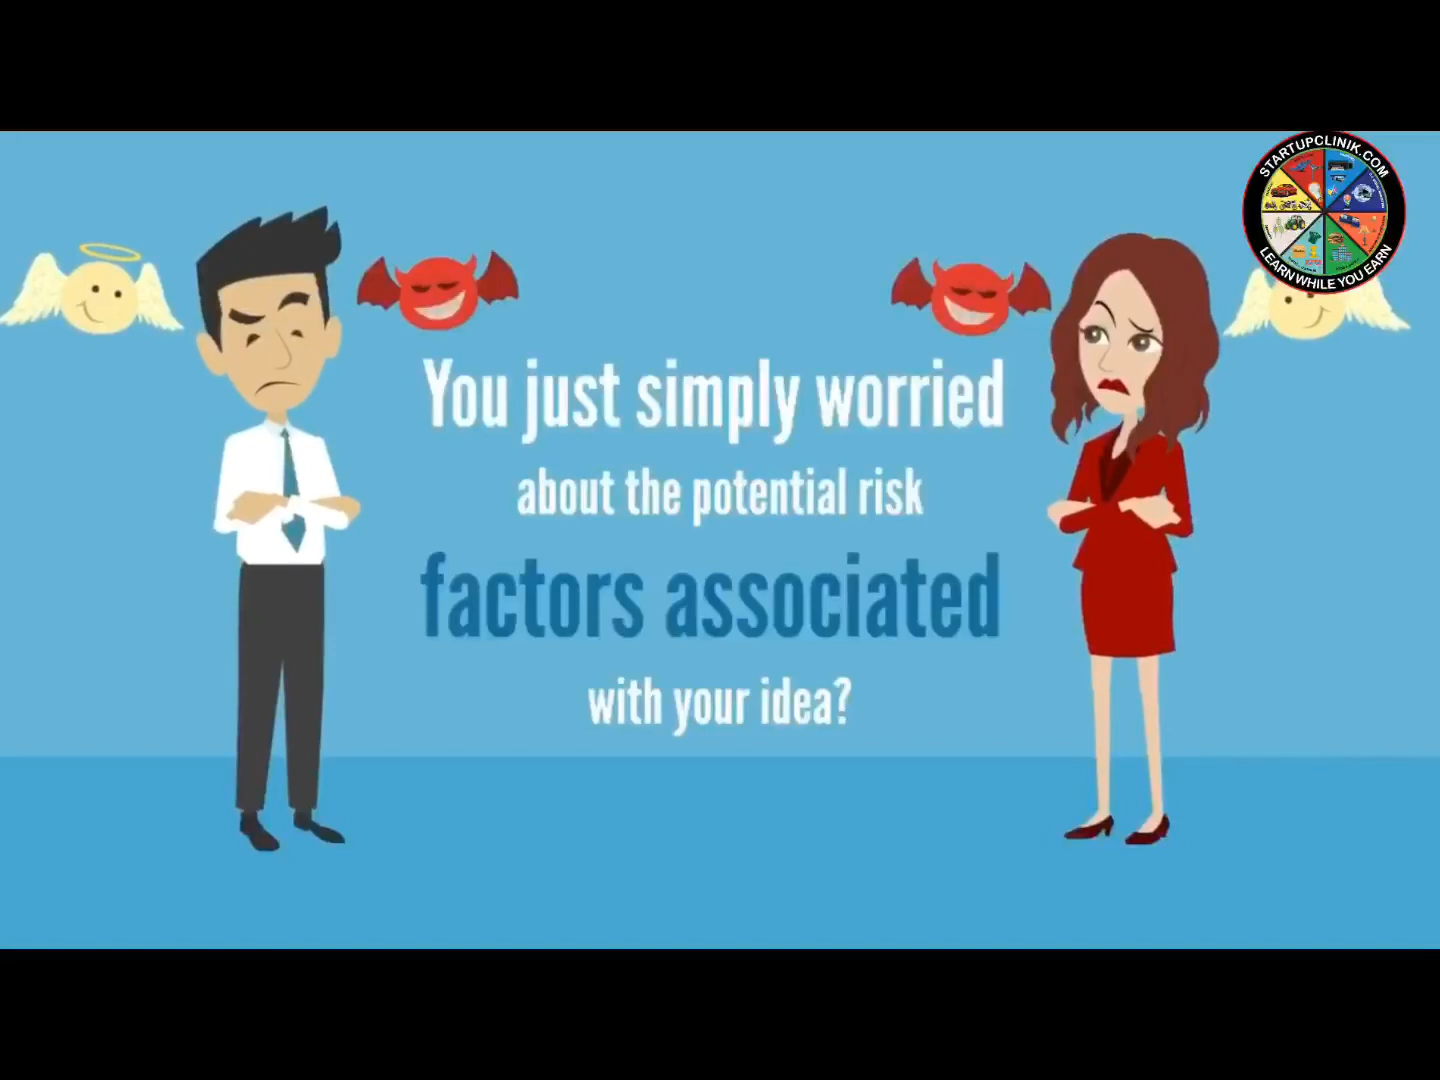 STARTUPCLINIK.COM
LEARN WHILE YOU EARN
You just simply worried
about the potential risk
factors associated
with your idea?